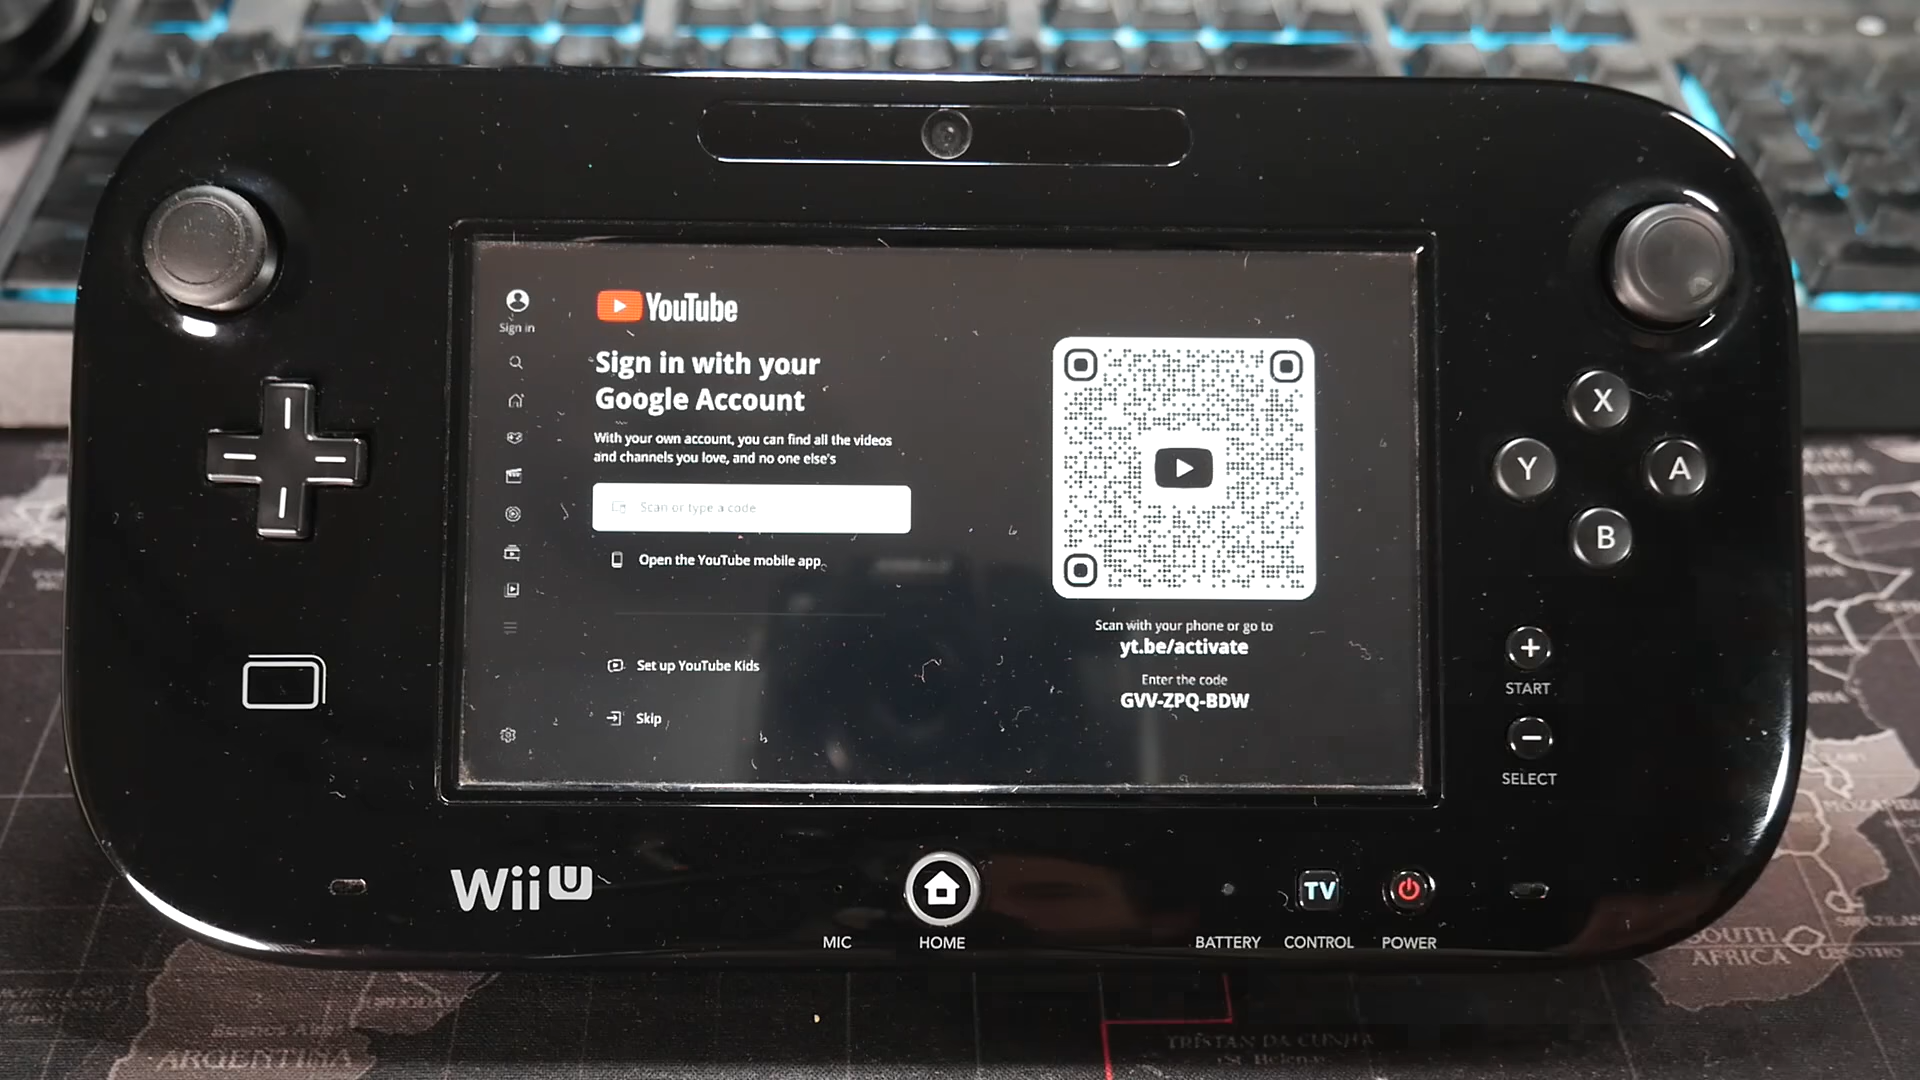 Sign in
YouTube
Sign in with your
Google Account
With your own account, you can find all the videos
and channels you love, and no one else's
Scan or type a code
Open the YouTube mobile app
Set up YouTube Kids
Skip
Scan with your phone or go to
yt.be/activate
Enter the code
GVV-ZPQ-BDW
X
Y
A
B
START
SELECT
Wii U
TV
MIC
HOME
BATTERY
CONTROL
POWER
SOUTH
AFRICA
ARGENTINA
TRISTAN DA CUNHA